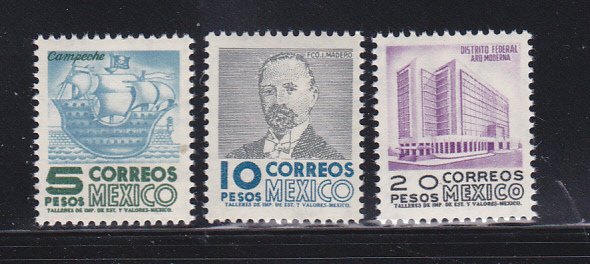 Campeche
5 CORREOS
PESOS MEXICO
TALLERES DE IMP. DE EST. Y VALORES-MEXICO.
FCO. I. MADERO
10 CORREOS
PESOS MEXICO
TALLERES DE IMP. DE EST. Y VALORES-MEXICO.
DISTRITO FEDERAL
ARQ MODERNA
20 CORREOS
PESOS MEXICO
TALLERES DE IMP. DE EST. Y VALORES-MEXICO.